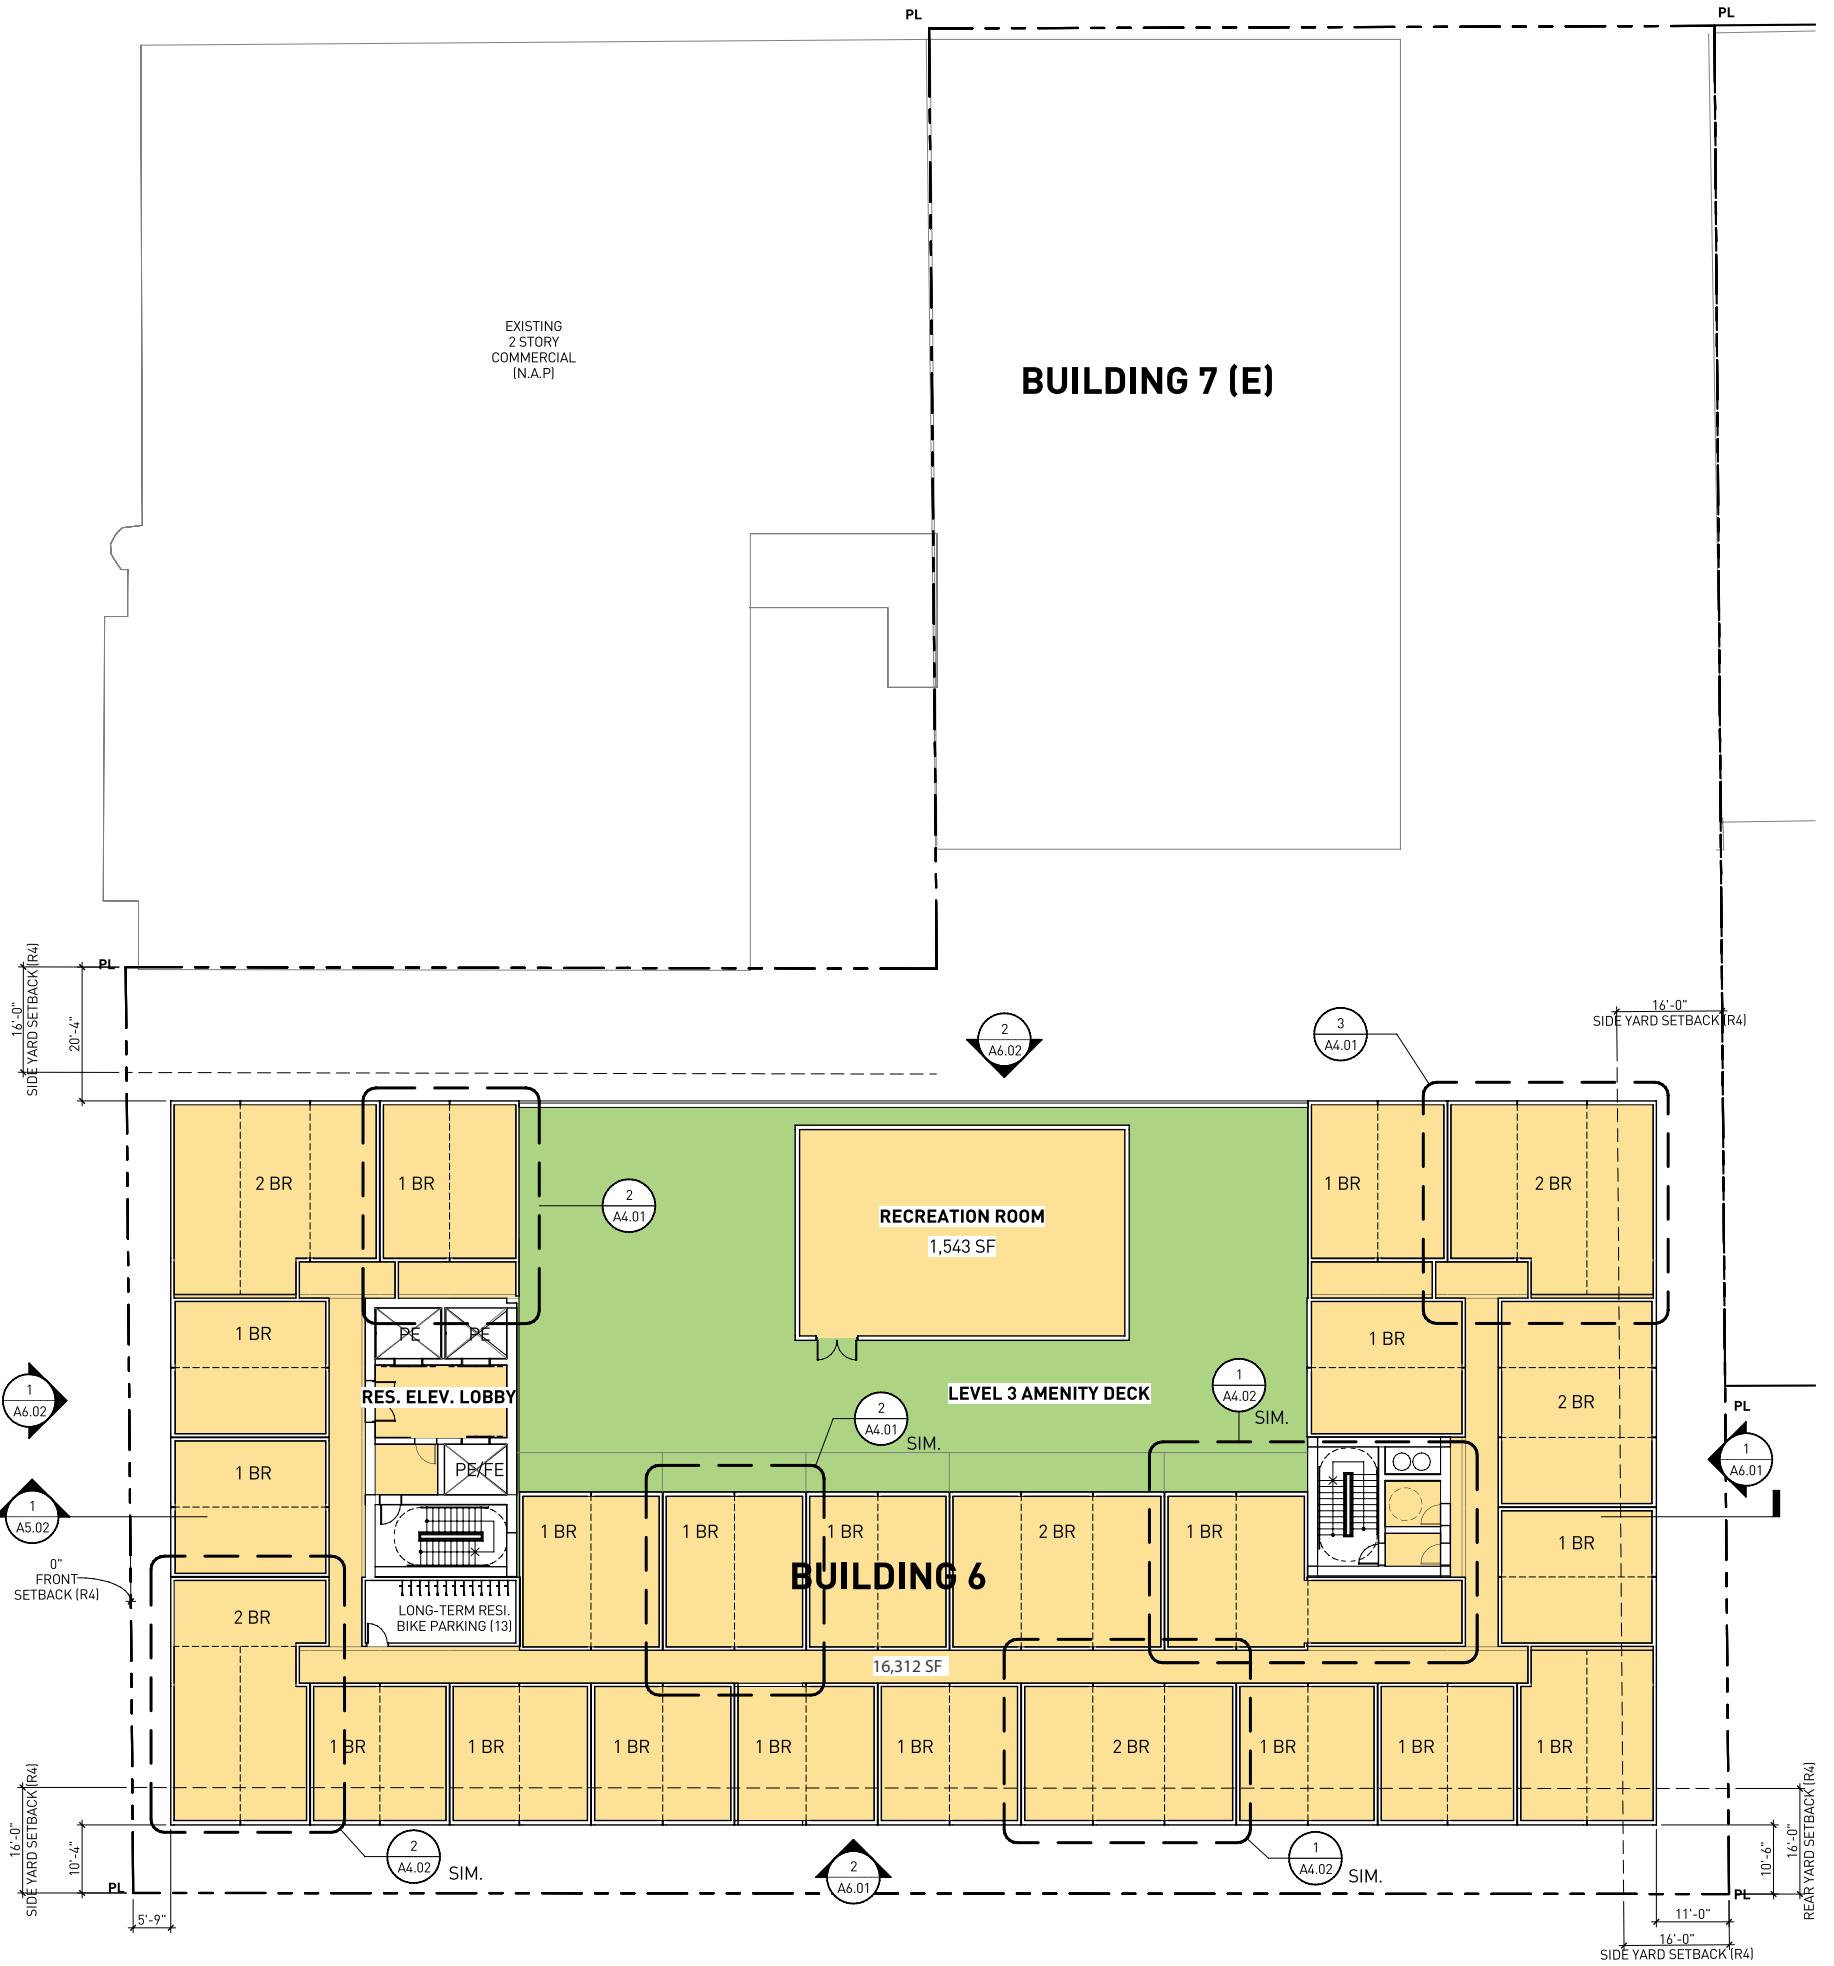 PL
PL
EXISTING
2 STORY
COMMERCIAL
(N.A.P)
BUILDING 7 (E)
PL
16'-0"
SIDE YARD SETBACK (R4)
20'-4"
16'-0"
SIDE YARD SETBACK (R4)
2
A6.02
3
A4.01
2 BR
1 BR
2
A4.01
RECREATION ROOM
1,543 SF
1 BR
2 BR
1 BR
PE
PE
1 BR
1
A6.02
RES. ELEV. LOBBY
LEVEL 3 AMENITY DECK
1
A4.02
SIM.
2 BR
PL
2
A4.01
SIM.
1
A6.01
1 BR
PE/FE
1
A5.02
1 BR
1 BR
1 BR
2 BR
1 BR
1 BR
0"
FRONT
SETBACK (R4)
BUILDING 6
2 BR
LONG-TERM RESI.
BIKE PARKING (13)
16,312 SF
1 BR
1 BR
1 BR
1 BR
1 BR
2 BR
1 BR
1 BR
1 BR
16'-0"
SIDE YARD SETBACK (R4)
10'-4"
2
A4.02
SIM.
2
A6.01
1
A4.02
SIM.
10'-6"
16'-0"
REAR YARD SETBACK (R4)
PL
PL
5'-9"
11'-0"
16'-0"
SIDE YARD SETBACK (R4)